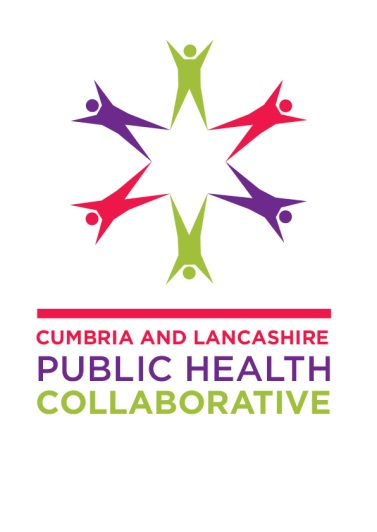 CUMBRIA AND LANCASHIRE
PUBLIC HEALTH
COLLABORATIVE